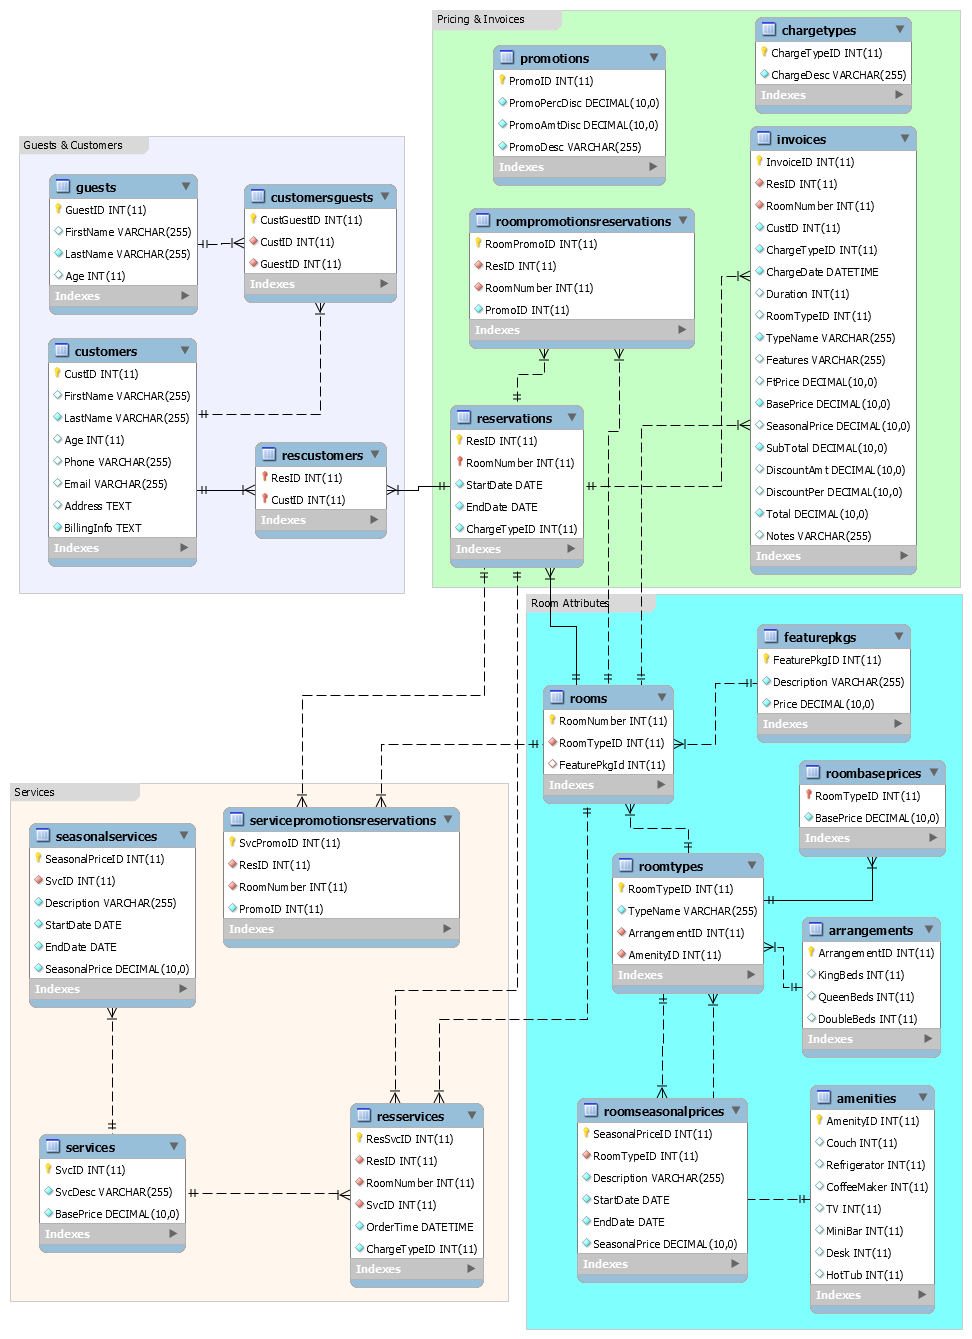 Pricing & Invoices
promotions
PromoID INT(11)
PromoPercDisc DECIMAL(10,0)
PromoAmtDisc DECIMAL(10,0)
PromoDesc VARCHAR(255)
Indexes
chargetypes
ChargeTypeID INT(11)
ChargeDesc VARCHAR(255)
Indexes
invoices
InvoiceID INT(11)
ResID INT(11)
RoomNumber INT(11)
CustID INT(11)
ChargeTypeID INT(11)
ChargeDate DATETIME
Duration INT(11)
RoomTypeID INT(11)
TypeName VARCHAR(255)
Features VARCHAR(255)
FtPrice DECIMAL(10,0)
BasePrice DECIMAL(10,0)
SeasonalPrice DECIMAL(10,0)
SubTotal DECIMAL(10,0)
DiscountAmt DECIMAL(10,0)
DiscountPer DECIMAL(10,0)
Total DECIMAL(10,0)
Notes VARCHAR(255)
Indexes
roompromotionsreservations
RoomPromoID INT(11)
ResID INT(11)
RoomNumber INT(11)
PromoID INT(11)
Indexes
reservations
ResID INT(11)
RoomNumber INT(11)
StartDate DATE
EndDate DATE
ChargeTypeID INT(11)
Indexes
Guests & Customers
guests
GuestID INT(11)
FirstName VARCHAR(255)
LastName VARCHAR(255)
Age INT(11)
Indexes
customersguests
CustGuestID INT(11)
CustID INT(11)
GuestID INT(11)
Indexes
customers
CustID INT(11)
FirstName VARCHAR(255)
LastName VARCHAR(255)
Age INT(11)
Phone VARCHAR(255)
Email VARCHAR(255)
Address TEXT
BillingInfo TEXT
Indexes
rescustomers
ResID INT(11)
CustID INT(11)
Indexes
Room Attributes
featurepkgs
FeaturePkgID INT(11)
Description VARCHAR(255)
Price DECIMAL(10,0)
Indexes
rooms
RoomNumber INT(11)
RoomTypeID INT(11)
FeaturePkgId INT(11)
Indexes
roombaseprices
RoomTypeID INT(11)
BasePrice DECIMAL(10,0)
Indexes
roomtypes
RoomTypeID INT(11)
TypeName VARCHAR(255)
ArrangementID INT(11)
AmenityID INT(11)
Indexes
arrangements
ArrangementID INT(11)
KingBeds INT(11)
QueenBeds INT(11)
DoubleBeds INT(11)
Indexes
roomseasonalprices
SeasonalPriceID INT(11)
RoomTypeID INT(11)
Description VARCHAR(255)
StartDate DATE
EndDate DATE
SeasonalPrice DECIMAL(10,0)
Indexes
amenities
AmenityID INT(11)
Couch INT(11)
Refrigerator INT(11)
CoffeeMaker INT(11)
TV INT(11)
MiniBar INT(11)
Desk INT(11)
HotTub INT(11)
Indexes
Services
seasonalservices
SeasonalPriceID INT(11)
SvcID INT(11)
Description VARCHAR(255)
StartDate DATE
EndDate DATE
SeasonalPrice DECIMAL(10,0)
Indexes
servicepromotionsreservations
SvcPromoID INT(11)
ResID INT(11)
RoomNumber INT(11)
PromoID INT(11)
Indexes
services
SvcID INT(11)
SvcDesc VARCHAR(255)
BasePrice DECIMAL(10,0)
Indexes
resservices
ResSvcID INT(11)
ResID INT(11)
RoomNumber INT(11)
SvcID INT(11)
OrderTime DATETIME
ChargeTypeID INT(11)
Indexes